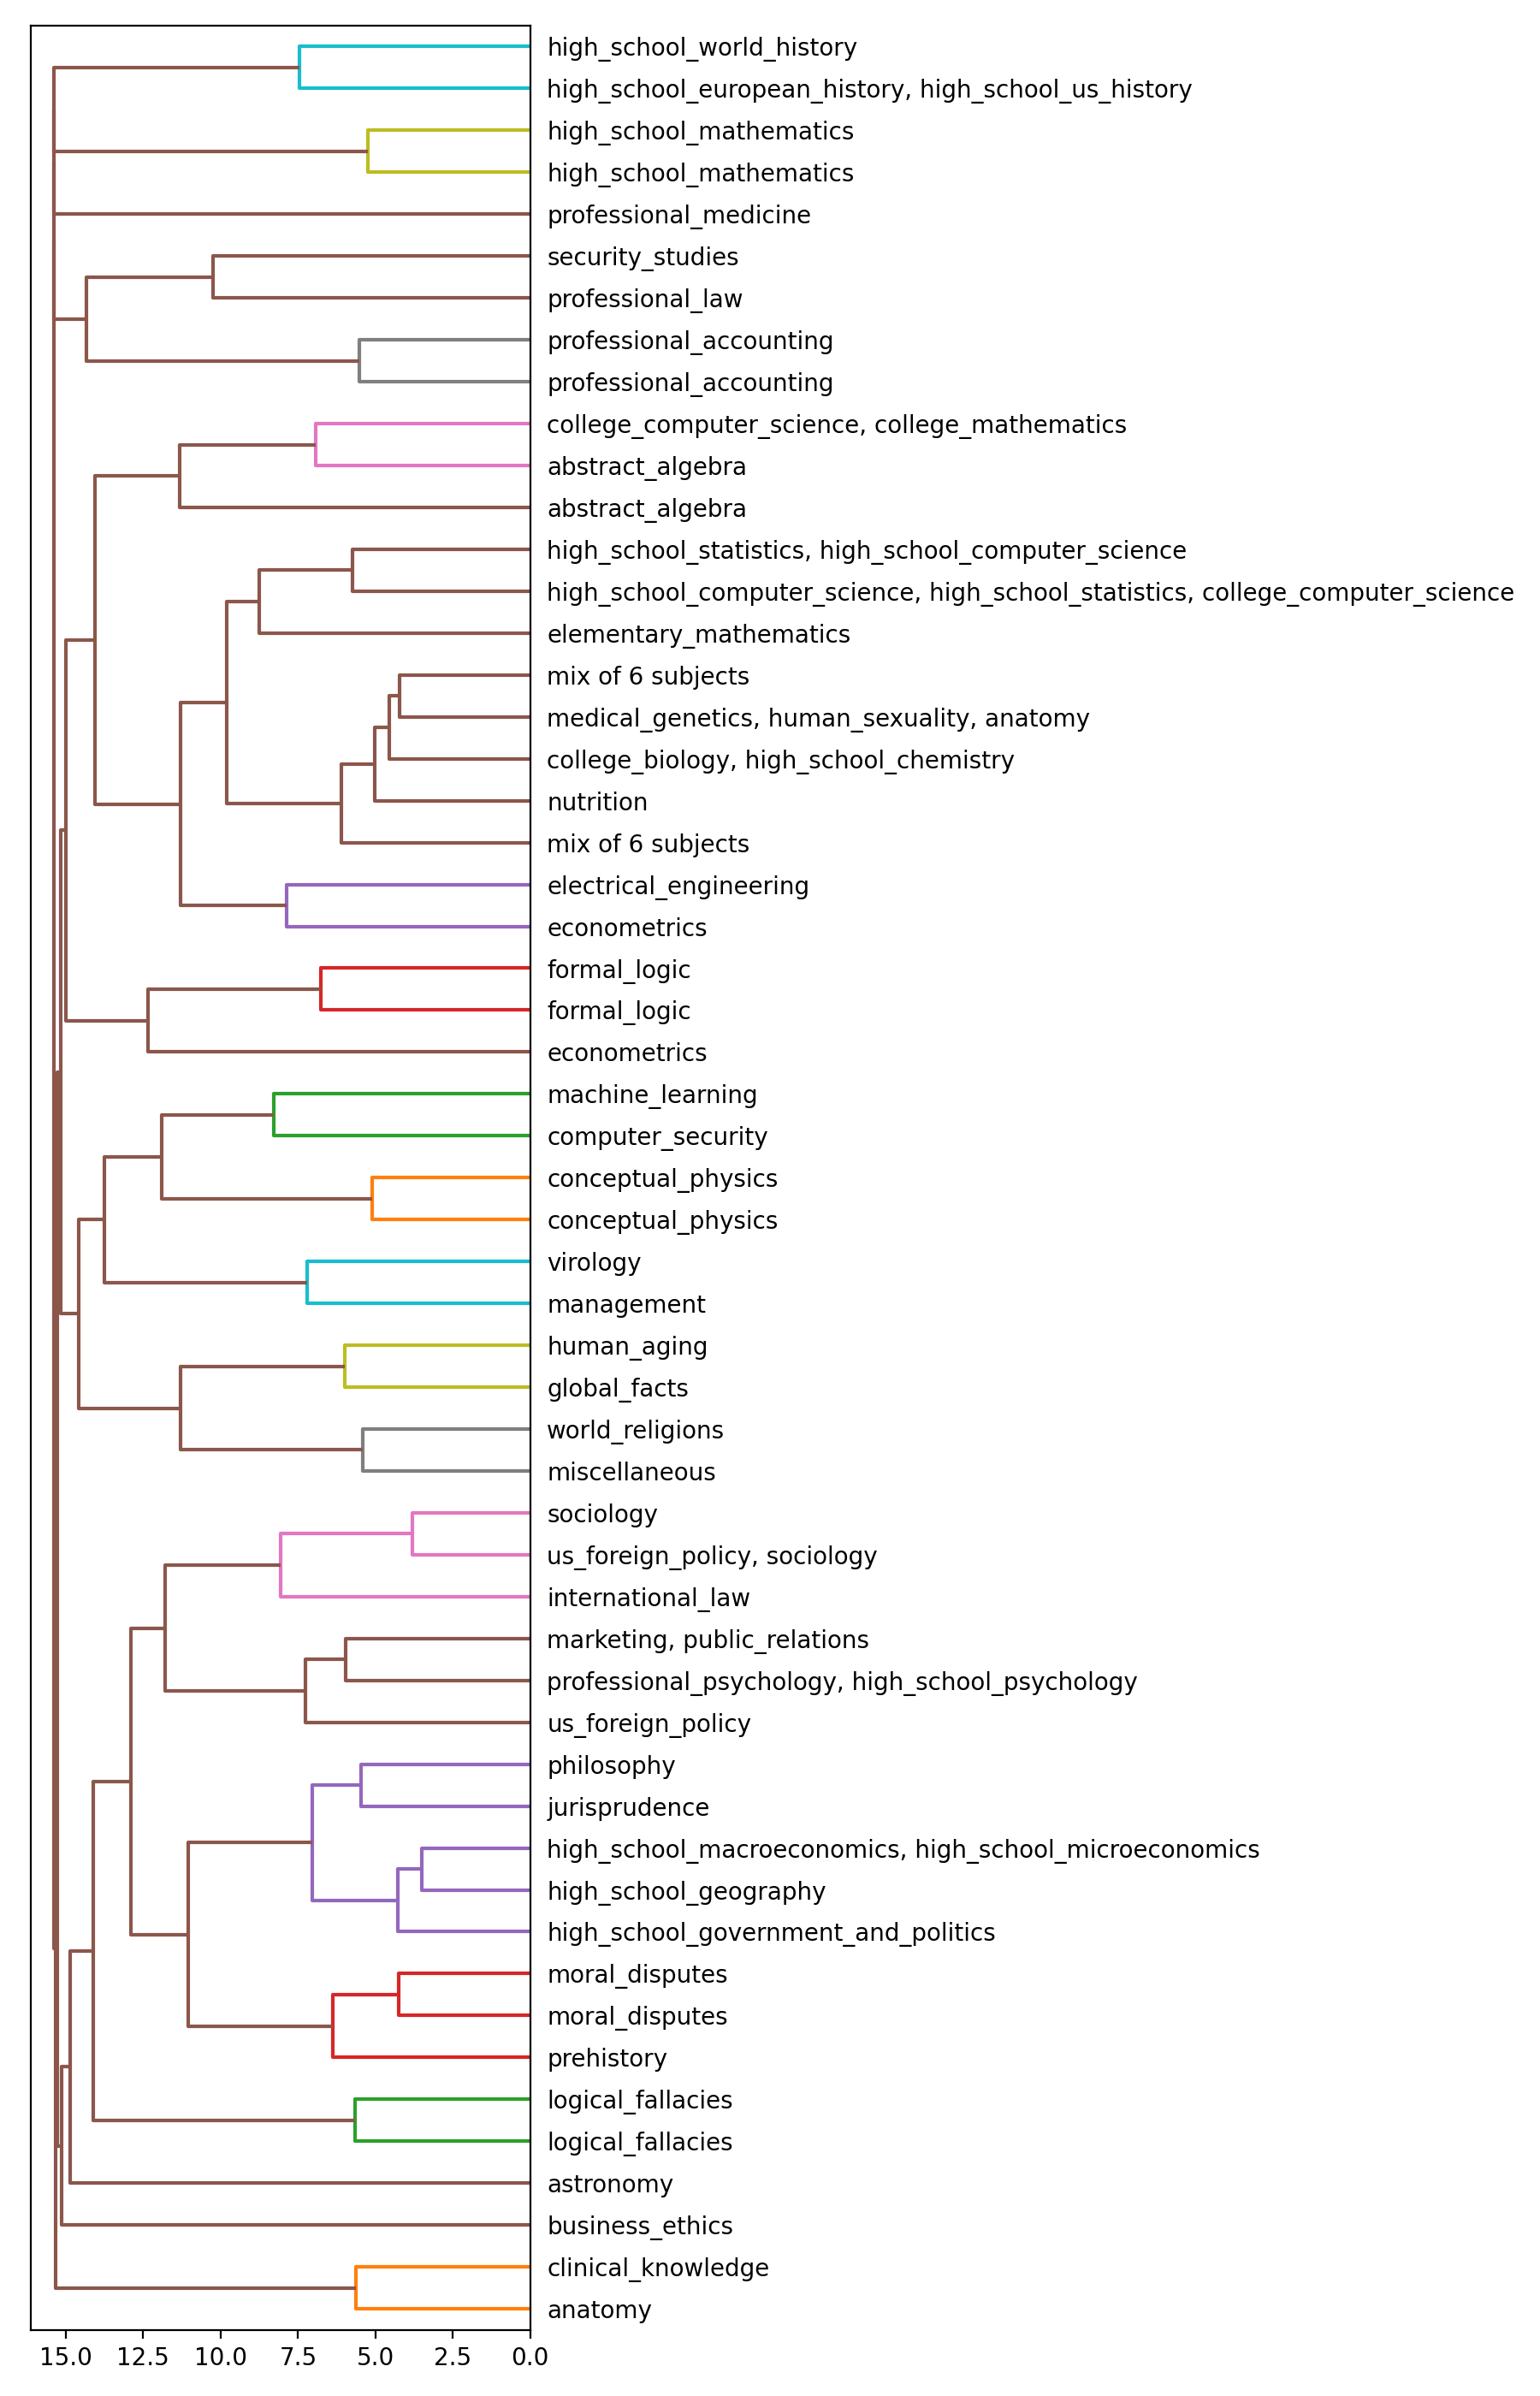 high_school_world_history
high_school_european_history, high_school_us_history
high_school_mathematics
high_school_mathematics
professional_medicine
security_studies
professional_law
professional_accounting
professional_accounting
college_computer_science, college_mathematics
abstract_algebra
abstract_algebra
high_school_statistics, high_school_computer_science
high_school_computer_science, high_school_statistics, college_computer_science
elementary_mathematics
mix of 6 subjects
medical_genetics, human_sexuality, anatomy
college_biology, high_school_chemistry
nutrition
mix of 6 subjects
electrical_engineering
econometrics
formal_logic
formal_logic
econometrics
machine_learning
computer_security
conceptual_physics
conceptual_physics
virology
management
human_aging
global_facts
world_religions
miscellaneous
sociology
us_foreign_policy, sociology
international_law
marketing, public_relations
professional_psychology, high_school_psychology
us_foreign_policy
philosophy
jurisprudence
high_school_macroeconomics, high_school_microeconomics
high_school_geography
high_school_government_and_politics
moral_disputes
moral_disputes
prehistory
logical_fallacies
logical_fallacies
astronomy
business_ethics
clinical_knowledge
anatomy
15.0 12.5 10.0 7.5 5.0 2.5 0.0